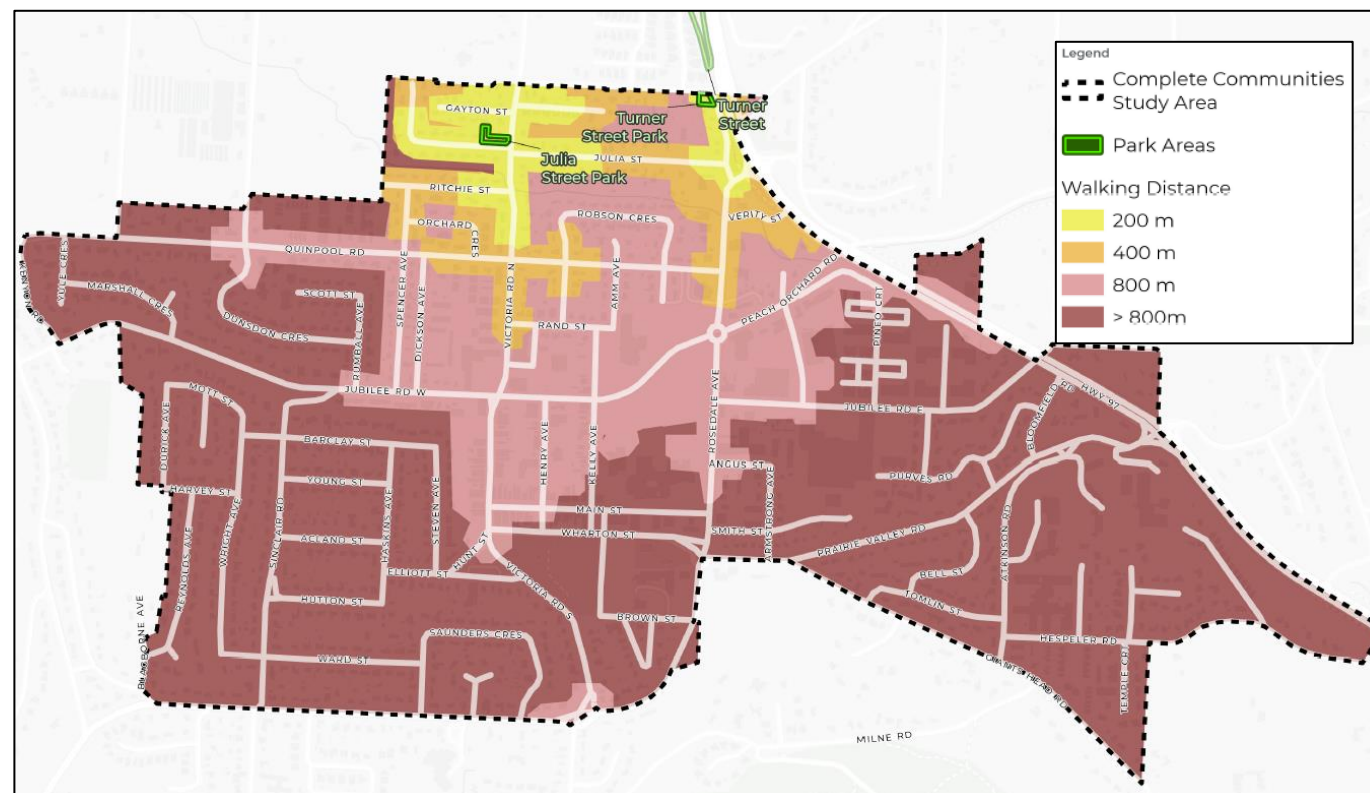 Legend
Complete Communities
Study Area
Park Areas
Walking Distance
200 m
400 m
800 m
> 800m
GAYTON ST
Turner
Street Park
Turner
Street
Julia
Street Park
JULIA ST
RITCHIE ST
ORCHARD CRES
ROBSON CRES
VERITY ST
QUINPOOL RD
SPENCER AVE
DICKSON AVE
VICTORIA RD N
AMM AVE
RAND ST
PEACH ORCHARD RD
KENYON RD
YULE CRES
MARSHALL CRES
SCOTT ST
DUNSDON CRES
RUMBALL AVE
PINEO CRT
JUBILEE RD W
JUBILEE RD E
ROSEDALE AVE
HWY 97
BLOOMFIELD
MOTT ST
DURICK AVE
BARCLAY ST
YOUNG ST
HARVEY ST
REYNOLDS AVE
WRIGHT AVE
SINCLAIR RD
HASKINS AVE
STEVEN AVE
HENRY AVE
KELLY AVE
ANGUS ST
ARMSTRONG AVE
PURVES RD
MAIN ST
WHARTON ST
SMITH ST
PRAIRIE VALLEY RD
ACLAND ST
ELLIOTT ST
HUNT ST
VICTORIA RD S
HUTTON ST
BROWN ST
BELL ST
ATKINSON RD
TOMLIN ST
HESPELER RD
SAUNDERS CRES
WARD ST
GIANTS HEAD RD
TEMPLE CRT
MILNE RD